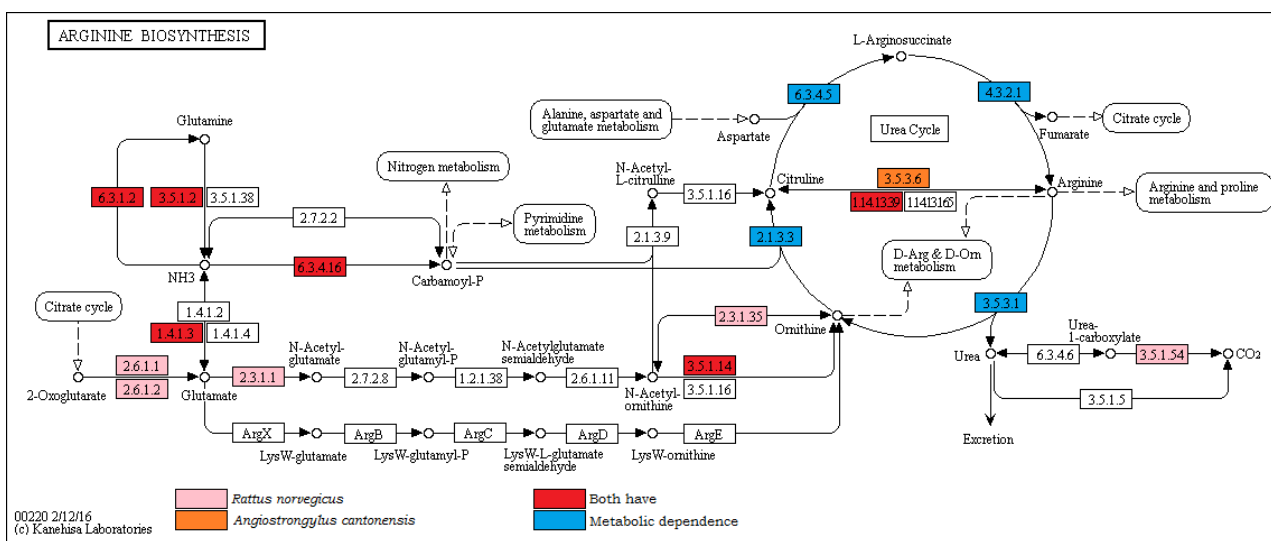 ARGININE BIOSYNTHESIS
L-Arginosuccinate
6.3.4.5
4.3.2.1
Alanine, aspartate and
glutamate metabolism
Aspartate
Urea Cycle
Fumarate
Citrate cycle
Glutamine
Nitrogen metabolism
N-Acetyl-
L-citrulline
3.5.1.16
Citruline
3.5.3.6
1.14.13.39
1.14.13.165
Arginine
Arginine and proline
metabolism
6.3.1.2
3.5.1.2
3.5.1.38
2.7.2.2
Pyrimidine
metabolism
2.1.3.9
2.1.3.3
D-Arg & D-Orn
metabolism
NH3
6.3.4.16
Carbamoyl-P
3.5.3.1
Citrate cycle
1.4.1.2
1.4.1.3
1.4.1.4
2.3.1.35
Ornithine
Urea-
1-carboxylate
Urea
6.3.4.6
3.5.1.54
CO2
N-Acetyl-
glutamate
N-Acetyl-
glutamyl-P
N-Acetylglutamate
semialdehyde
2-Oxoglutarate
2.6.1.1
2.6.1.2
Glutamate
2.3.1.1
2.7.2.8
1.2.1.38
2.6.1.11
N-Acetyl-
ornithine
3.5.1.14
3.5.1.16
3.5.1.5
Excretion
ArgX
LysW-glutamate
ArgB
LysW-glutamyl-P
ArgC
LysW-L-glutamate
semialdehyde
ArgD
LysW-ornithine
ArgE
Rattus norvegicus
Both have
Angiostrongylus cantonensis
Metabolic dependence
00220 2/12/16
(c) Kanehisa Laboratories